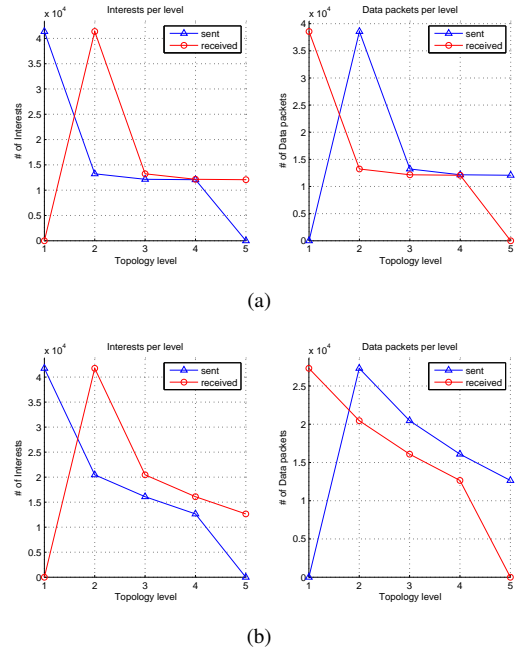 Interests per level
x 10^4
sent
received
4
3.5
3
2.5
2
1.5
1
0.5
0
# of Interests
1 2 3 4 5
Topology level
Data packets per level
x 10^4
sent
received
4
3.5
3
2.5
2
1.5
1
0.5
0
# of Data packets
1 2 3 4 5
Topology level
(a)
Interests per level
x 10^4
sent
received
4
3.5
3
2.5
2
1.5
1
0.5
0
# of Interests
1 2 3 4 5
Topology level
Data packets per level
x 10^4
sent
received
2.5
2
1.5
1
0.5
0
# of Data packets
1 2 3 4 5
Topology level
(b)